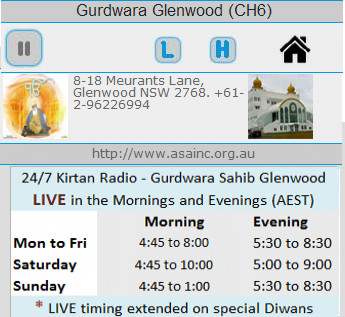 Gurdwara Glenwood (CH6)
L H
8-18 Meurants Lane,
Glenwood NSW 2768. +61-
2-96226994
http://www.asainc.org.au
24/7 Kirtan Radio - Gurdwara Sahib Glenwood
LIVE in the Mornings and Evenings (AEST)
Morning Evening
Mon to Fri 4:45 to 8:00 5:30 to 8:30
Saturday 4:45 to 10:00 5:00 to 9:00
Sunday 4:45 to 1:00 5:30 to 8:30
* LIVE timing extended on special Diwans